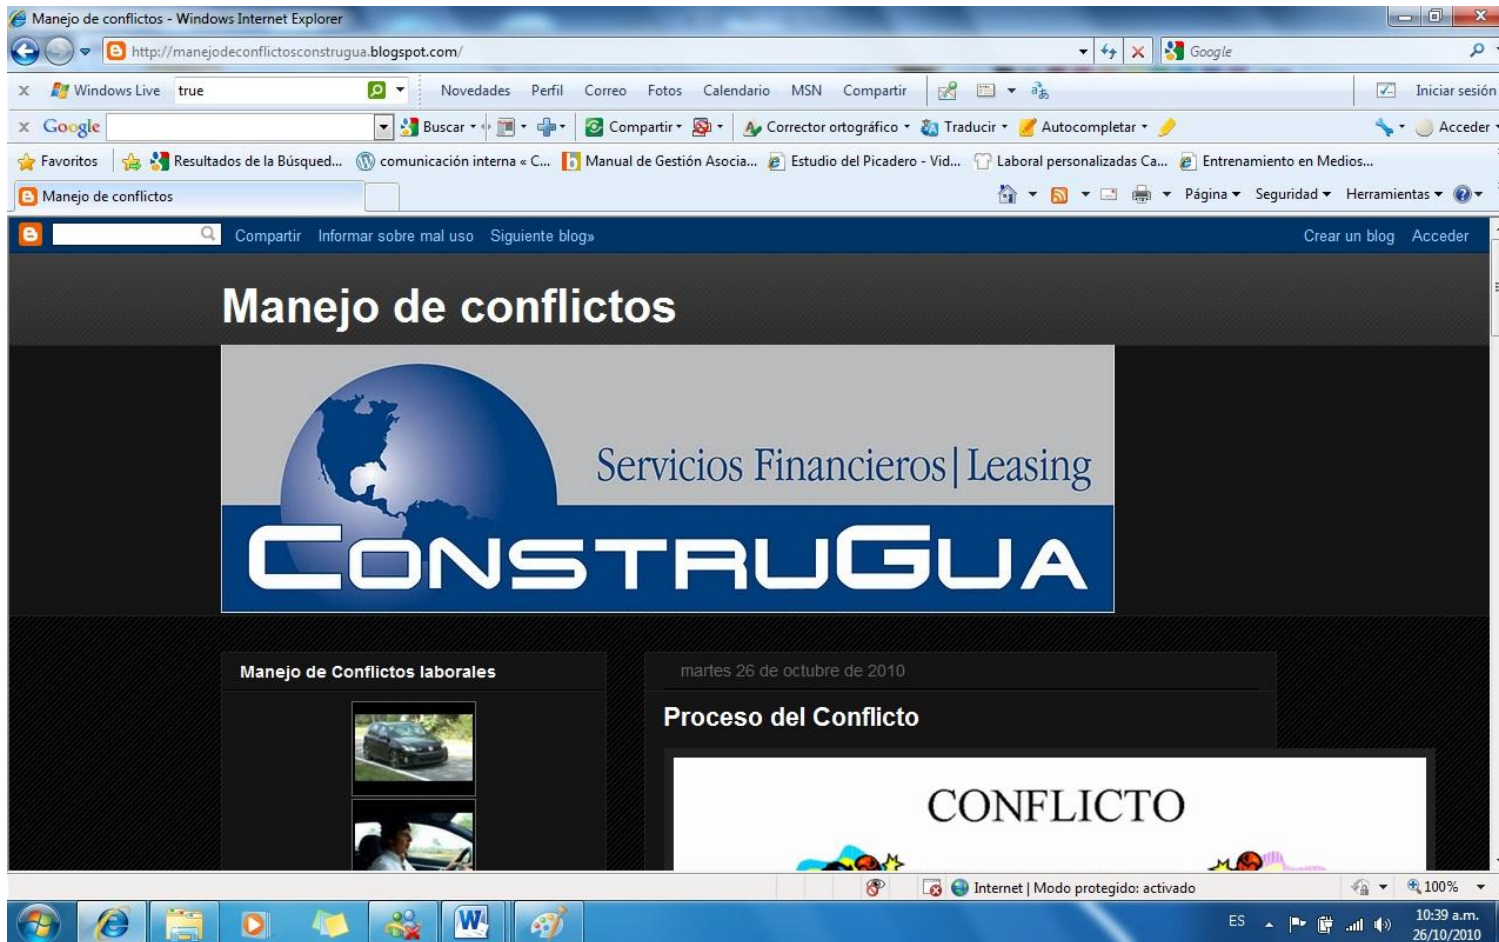 Manejo de conflictos - Windows Internet Explorer
http://manejodeconflictosconstrugua.blogspot.com/
Google
x Windows Live true Novedades Perfil Correo Fotos Calendario MSN Compartir Iniciar sesión
x Google Buscar Compartir Corrector ortográfico Traducir Autocompletar Acceder
Favoritos Resultados de la Búsqued... comunicación interna « C... Manual de Gestión Asocia... Estudio del Picadero - Vid... Laboral personalizadas Ca... Entrenamiento en Medios...
Manejo de conflictos Página Seguridad Herramientas
Compartir Informar sobre mal uso Siguiente blog» Crear un blog Acceder
Manejo de conflictos
Servicios Financieros|Leasing
CONSTRUGUA
Manejo de Conflictos laborales
martes 26 de octubre de 2010
Proceso del Conflicto
CONFLICTO
Internet | Modo protegido: activado 100%
ES 10:39 a.m.
26/10/2010